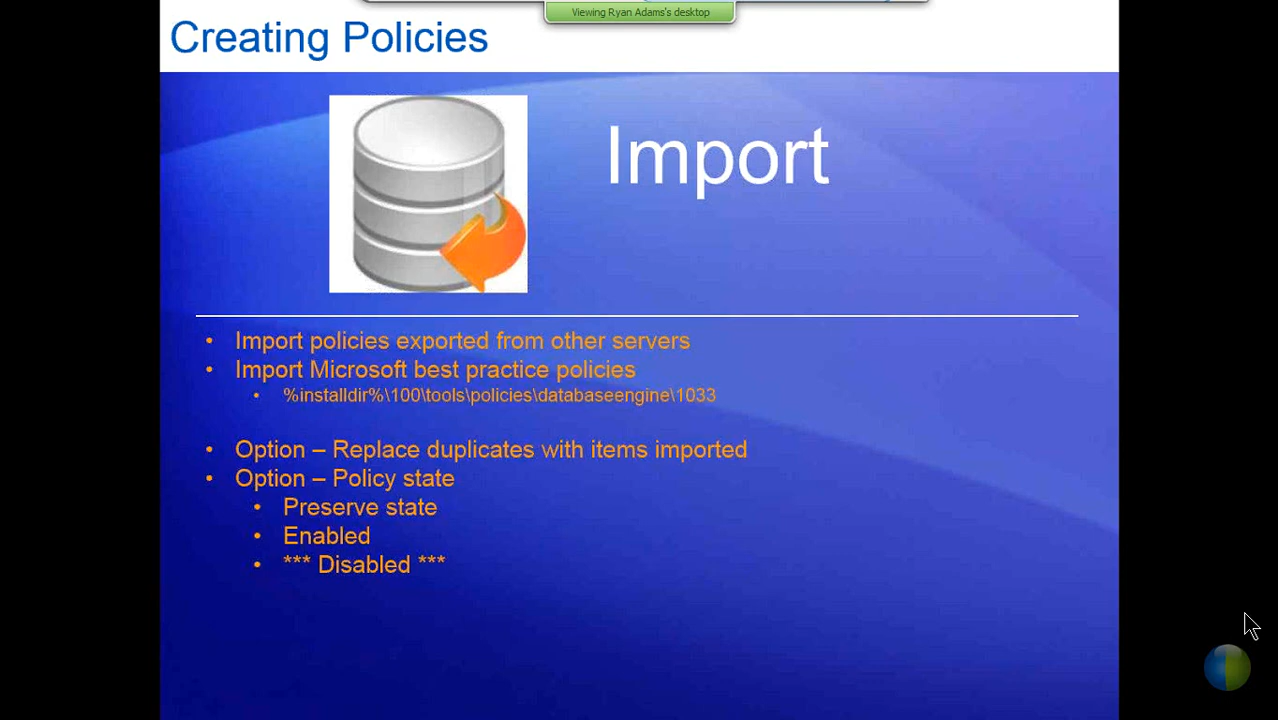 Viewing Ryan Adams's desktop
Creating Policies
Import
• Import policies exported from other servers
• Import Microsoft best practice policies
• %installdir%\100\tools\policies\databaseengine\1033
• Option – Replace duplicates with items imported
• Option – Policy state
• Preserve state
• Enabled
• *** Disabled ***